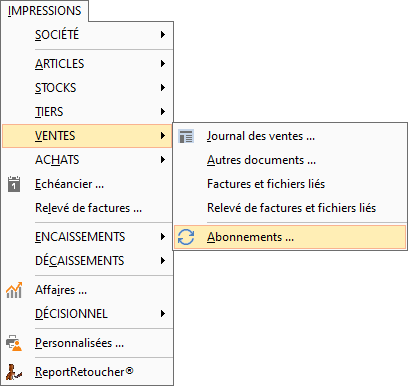 IMPRESSIONS
SOCIÉTÉ
ARTICLES
STOCKS
TIERS
VENTES
ACHATS
Echéancier ...
Relevé de factures ...
ENCAISSEMENTS
DÉCAISSEMENTS
Affaires ...
DÉCISIONNEL
Personnalisées ...
ReportRetoucher®
Journal des ventes ...
Autres documents ...
Factures et fichiers liés
Relevé de factures et fichiers liés
Abonnements ...